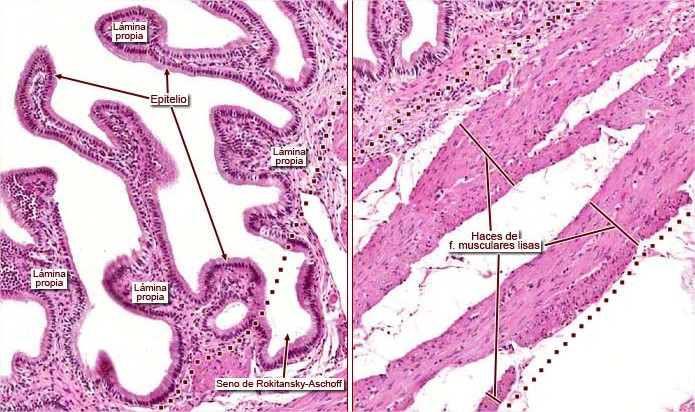 Lámina
propia
Epitelio
Lámina
propia
Lámina
propia
Lámina
propia
Seno de Rokitansky-Aschoff
Haces de
f. musculares lisas